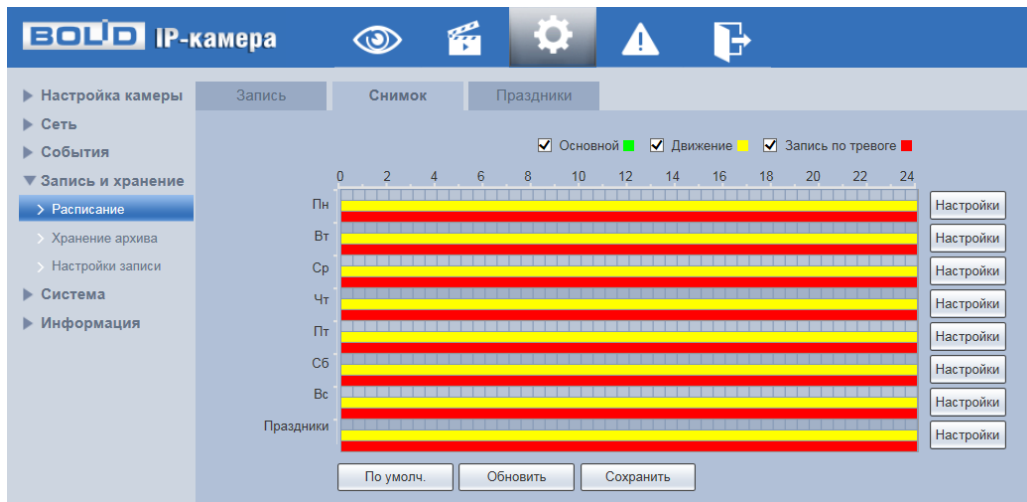 BOLID IP-камера
Настройка камеры
Сеть
События
Запись и хранение
Расписание
Хранение архива
Настройки записи
Система
Информация
Запись Снимок Праздники
Основной Движение Запись по тревоге
0 2 4 6 8 10 12 14 16 18 20 22 24
Пн Настройки
Вт Настройки
Ср Настройки
Чт Настройки
Пт Настройки
Сб Настройки
Вс Настройки
Праздники Настройки
По умолч. Обновить Сохранить